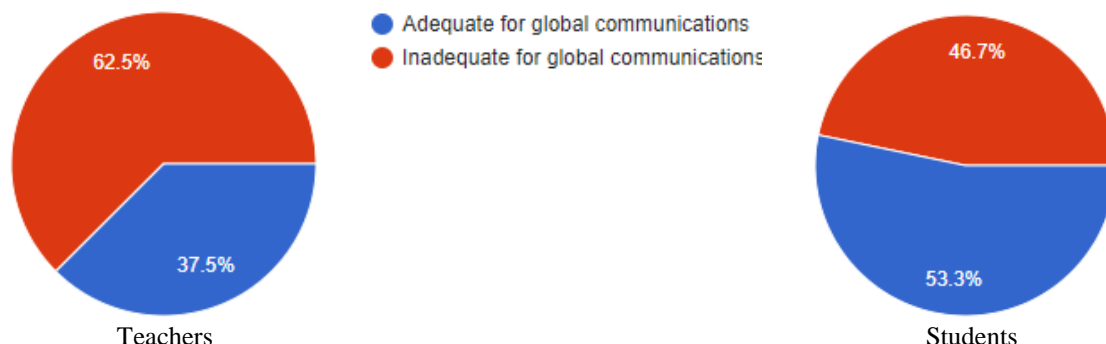 62.5%
37.5%
Teachers
Adequate for global communications
Inadequate for global communications
46.7%
53.3%
Students